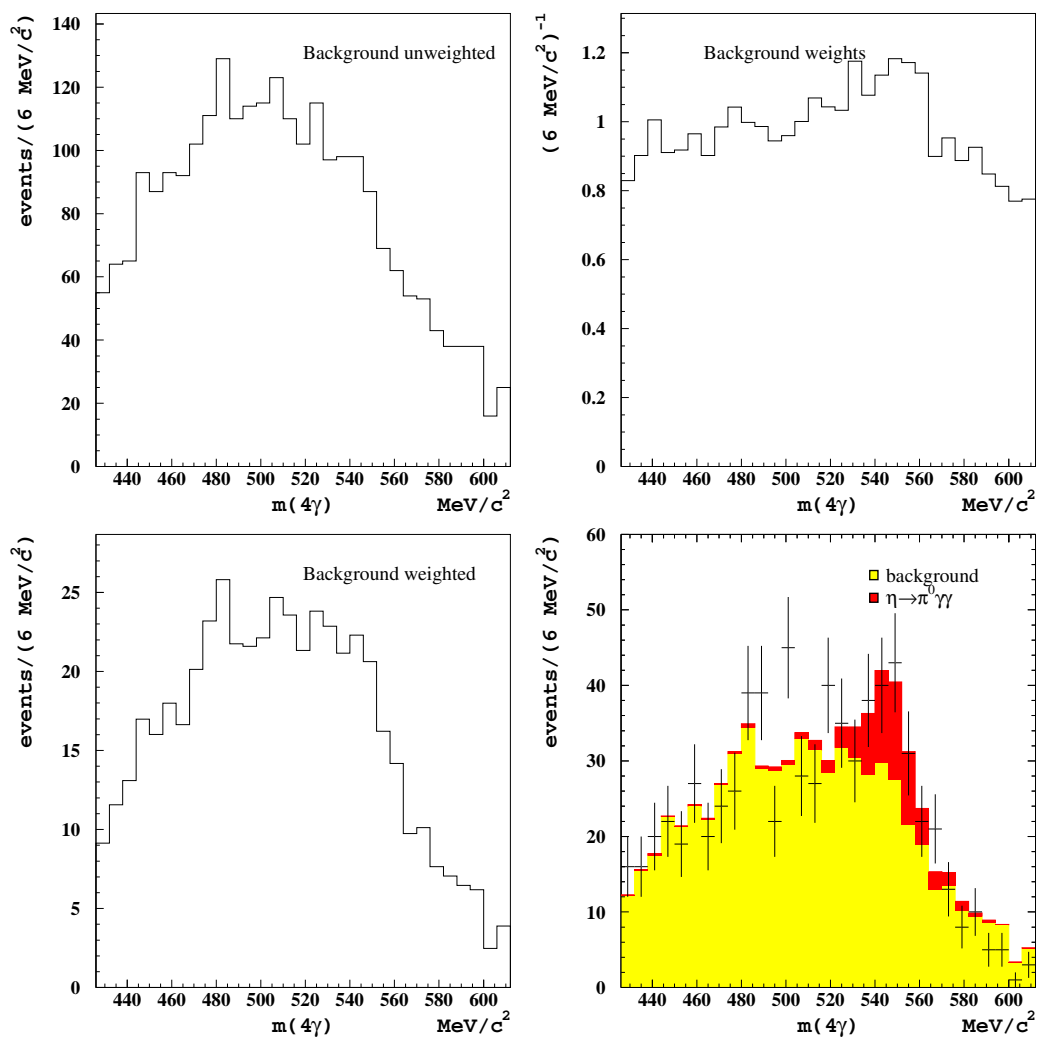 events/(6 MeV/c²)
Background unweighted
140
120
100
80
60
40
20
0
440 460 480 500 520 540 560 580 600
m(4γ) MeV/c²
(6 MeV/c²)⁻¹
Background weights
1.2
1
0.8
0.6
0.4
0.2
0
440 460 480 500 520 540 560 580 600
m(4γ) MeV/c²
events/(6 MeV/c²)
Background weighted
25
20
15
10
5
0
440 460 480 500 520 540 560 580 600
m(4γ) MeV/c²
events/(6 MeV/c²)
background
η→π⁰γγ
60
50
40
30
20
10
0
440 460 480 500 520 540 560 580 600
m(4γ) MeV/c²